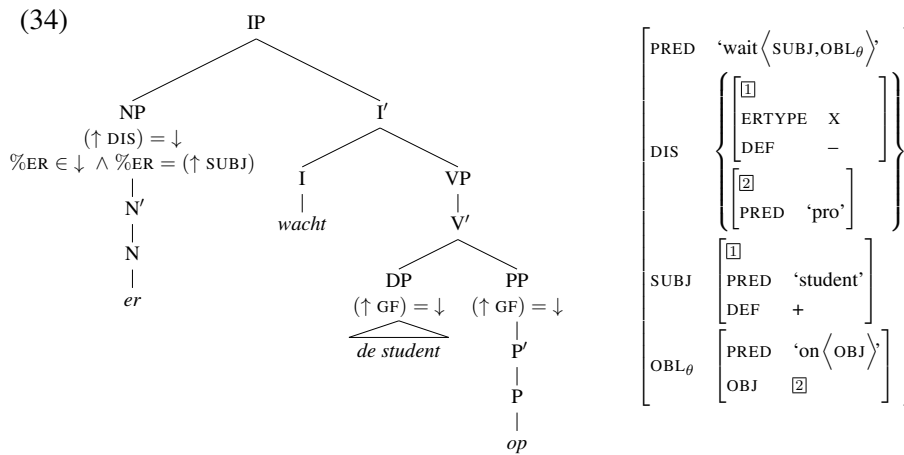 (34)
IP
NP I′
(↑ DIS) = ↓
%ER ∈ ↓ ∧ %ER = (↑ SUBJ)
I VP
N′ wacht V′
N DP PP
er (↑ GF) = ↓ (↑ GF) = ↓
de student P′
P
op
PRED ‘wait⟨SUBJ,OBLθ⟩’
DIS
1
ERTYPE X
DEF −
2
PRED ‘pro’
SUBJ
1
PRED ‘student’
DEF +
OBLθ
PRED ‘on⟨OBJ⟩’
OBJ 2